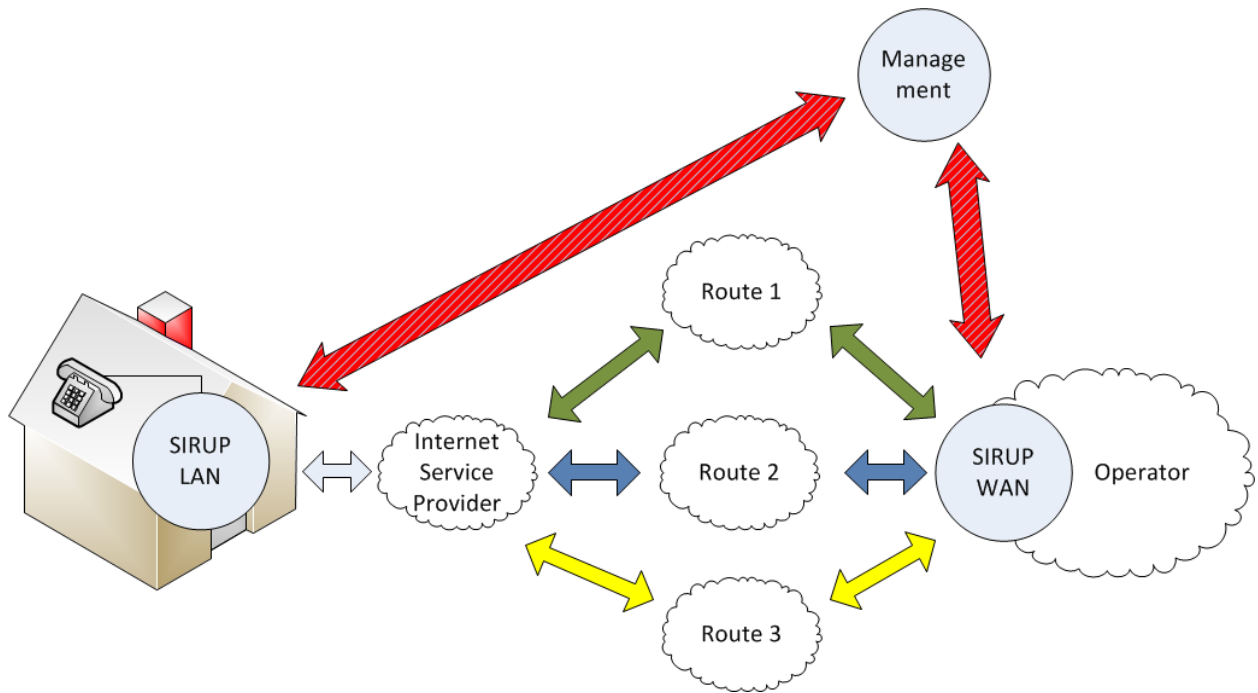 Manage
ment
Route 1
SIRUP
LAN
Internet
Service
Provider
Route 2
SIRUP
WAN
Operator
Route 3